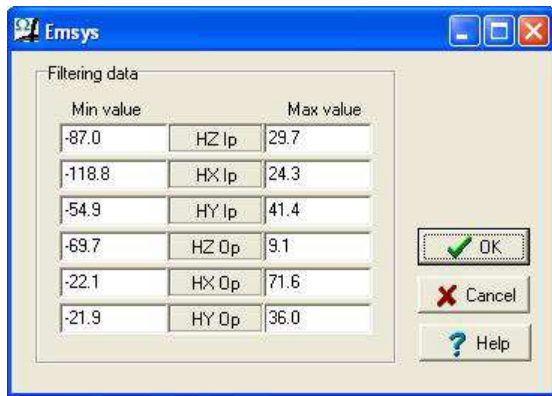 Emsys
Filtering data
Min value Max value
-87.0 HZ Ip 29.7
-118.8 HX Ip 24.3
-54.9 HY Ip 41.4
-69.7 HZ Op 9.1
-22.1 HX Op 71.6
-21.9 HY Op 36.0
OK
Cancel
Help